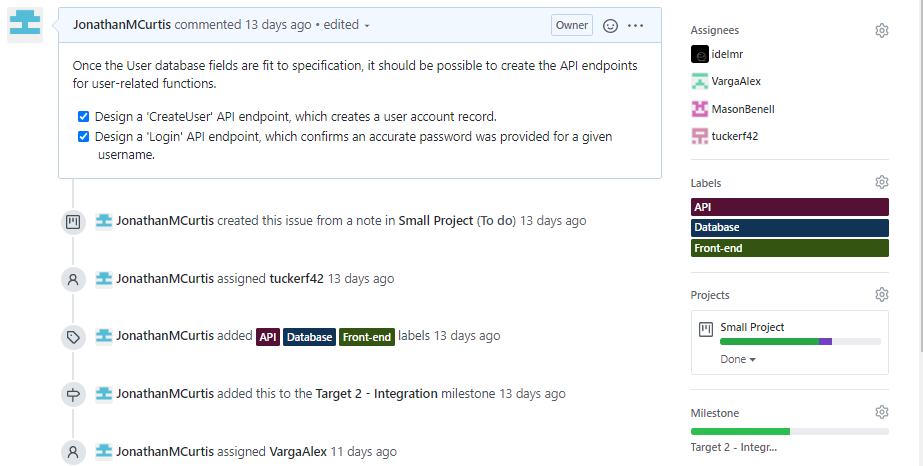 JonathanMCurtis commented 13 days ago • edited
Owner
Once the User database fields are fit to specification, it should be possible to create the API endpoints
for user-related functions.
Design a 'CreateUser' API endpoint, which creates a user account record.
Design a 'Login' API endpoint, which confirms an accurate password was provided for a given
username.
JonathanMCurtis created this issue from a note in Small Project (To do) 13 days ago
JonathanMCurtis assigned tuckerf42 13 days ago
JonathanMCurtis added API Database Front-end labels 13 days ago
JonathanMCurtis added this to the Target 2 - Integration milestone 13 days ago
JonathanMCurtis assigned VargaAlex 11 days ago
Assignees
idelmr
VargaAlex
MasonBenell
tuckerf42
Labels
API
Database
Front-end
Projects
Small Project
Done
Milestone
Target 2 - Integr...